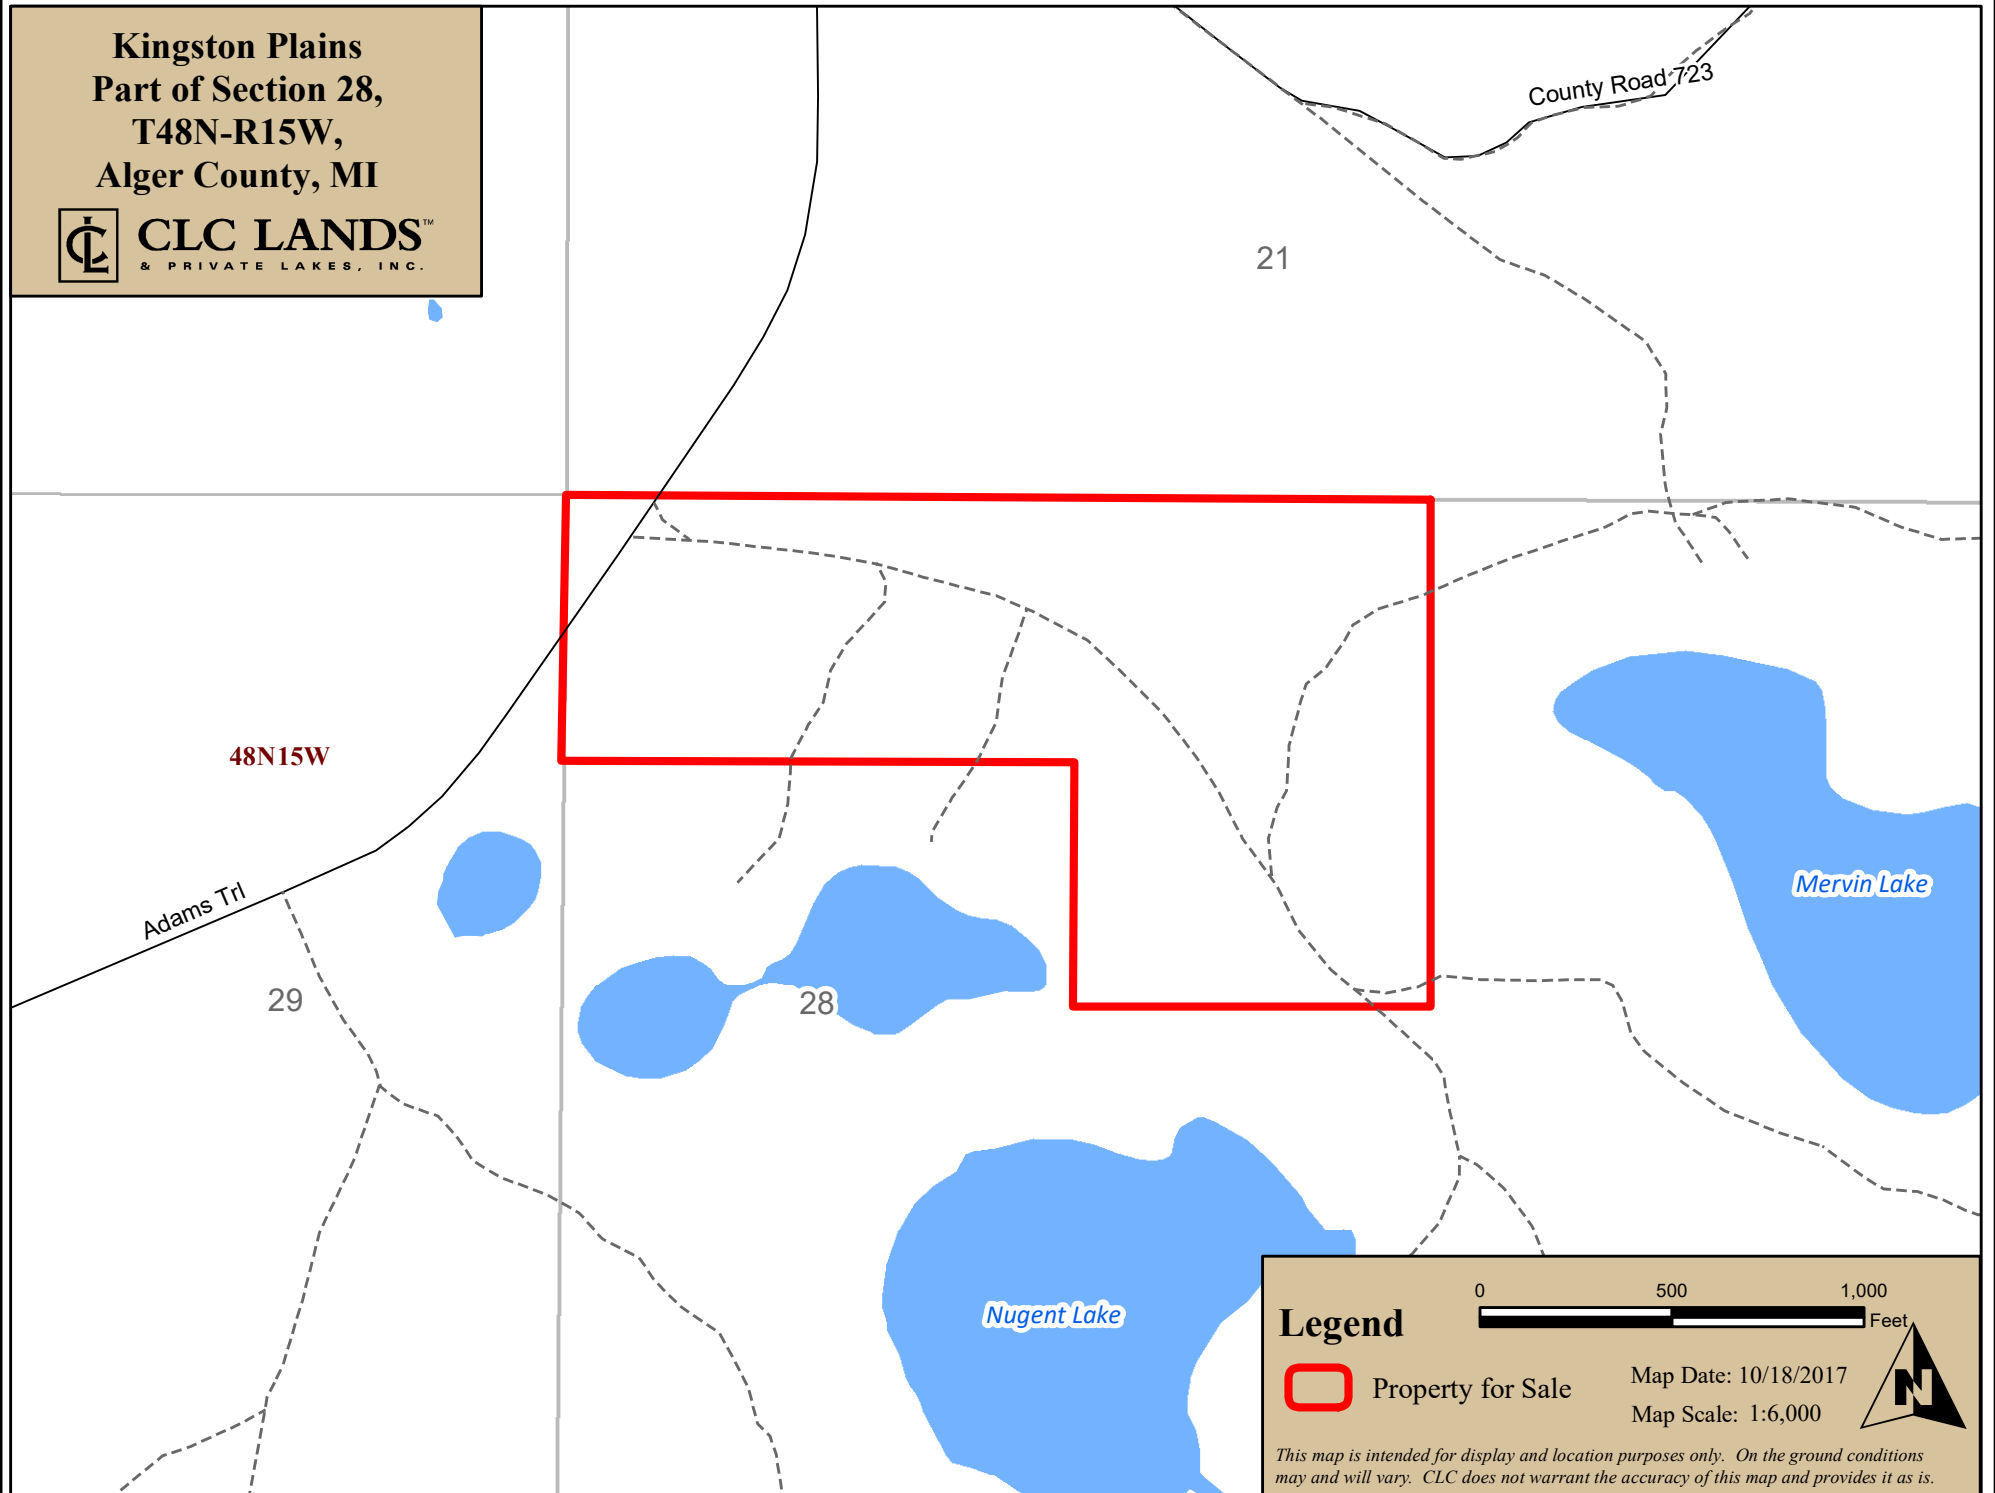 Kingston Plains
Part of Section 28,
T48N-R15W,
Alger County, MI
CL
CLC LANDS™
& PRIVATE LAKES, INC.
County Road 723
21
48N15W
Adams Trl
Mervin Lake
29
28
Nugent Lake
Legend
0 500 1,000
Feet
Property for Sale
Map Date: 10/18/2017
Map Scale: 1:6,000
N
This map is intended for display and location purposes only. On the ground conditions
may and will vary. CLC does not warrant the accuracy of this map and provides it as is.